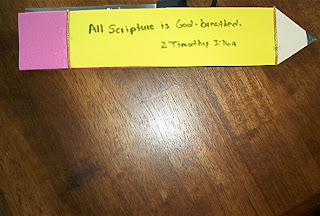 All Scripture is God-breathed.
2 Timothy 3:16a